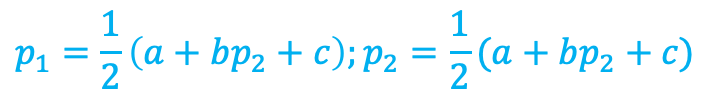 p₁ = 1/2 (a + bp₂ + c); p₂ = 1/2 (a + bp₂ + c)